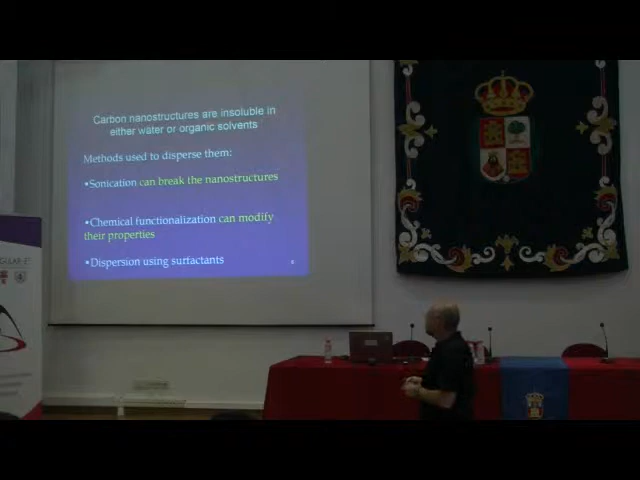 Carbon nanostructures are insoluble in
either water or organic solvents
Methods used to disperse them:
•Sonication can break the nanostructures
•Chemical functionalization can modify
their properties
•Dispersion using surfactants